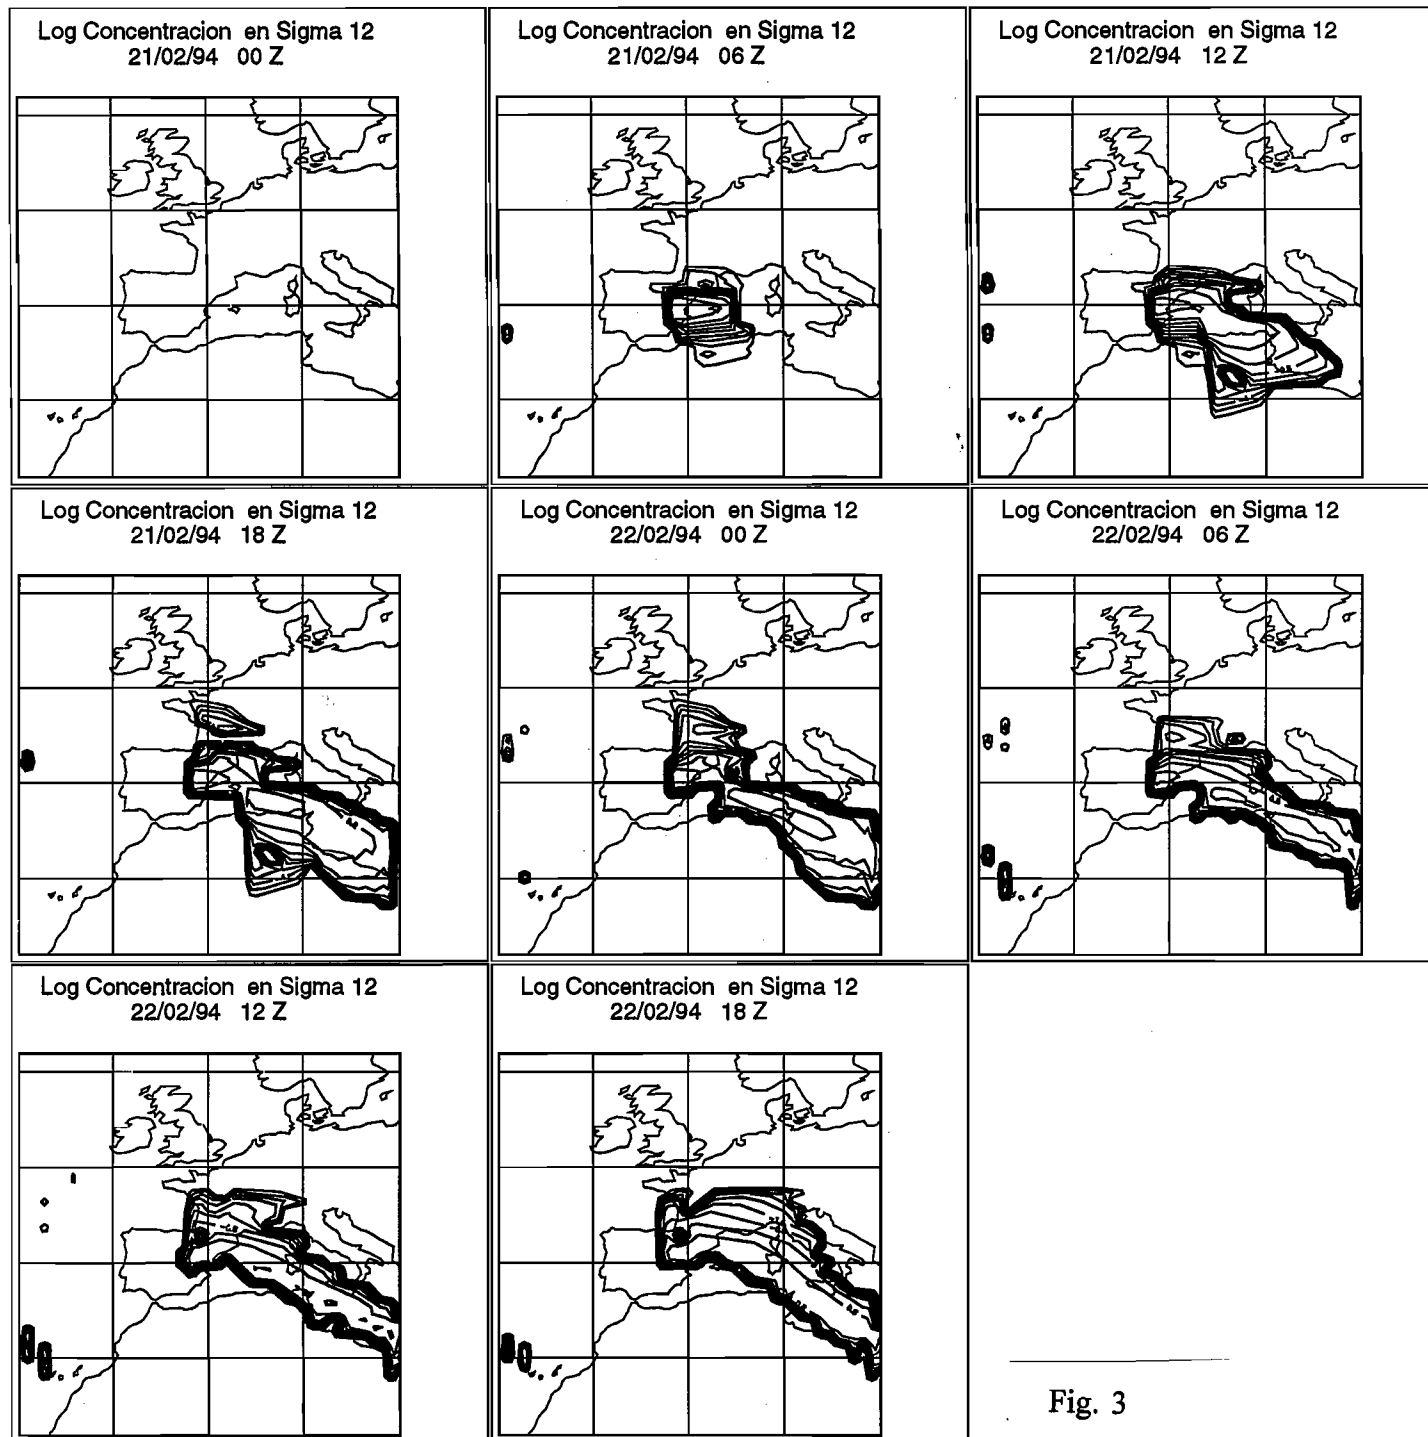 Log Concentracion en Sigma 12
21/02/94 00 Z
Log Concentracion en Sigma 12
21/02/94 06 Z
Log Concentracion en Sigma 12
21/02/94 12 Z
Log Concentracion en Sigma 12
21/02/94 18 Z
Log Concentracion en Sigma 12
22/02/94 00 Z
Log Concentracion en Sigma 12
22/02/94 06 Z
Log Concentracion en Sigma 12
22/02/94 12 Z
Log Concentracion en Sigma 12
22/02/94 18 Z
Fig. 3